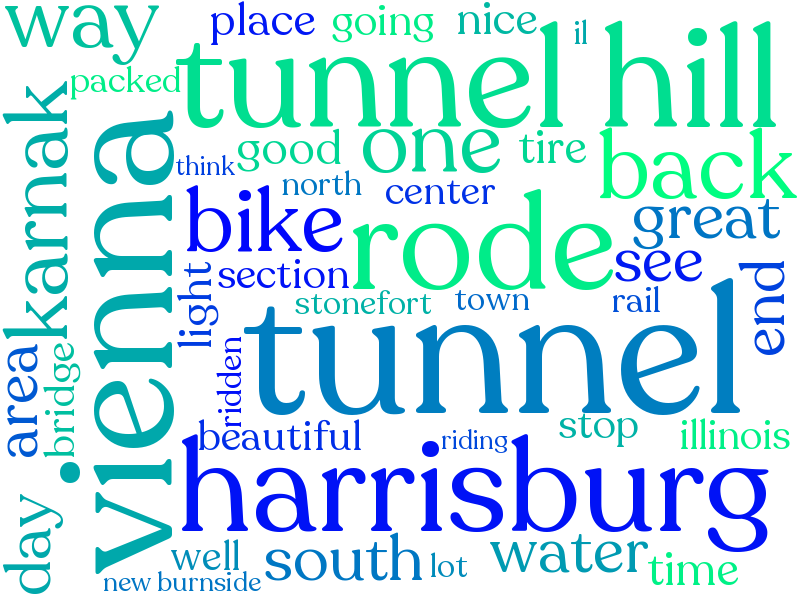 way
place
going
nice
il
packed
tunnel hill
karnak
vienna
think
good
one
tire
back
north
center
bike
rode
great
see
section
light
stonefort
town
rail
end
area
bridge
ridden
tunnel
beautiful
riding
stop
illinois
harrisburg
day
well
south
lot
water
time
new burnside